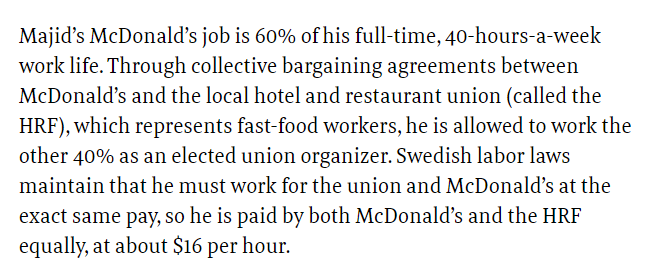 Majid’s McDonald’s job is 60% of his full-time, 40-hours-a-week
work life. Through collective bargaining agreements between
McDonald’s and the local hotel and restaurant union (called the
HRF), which represents fast-food workers, he is allowed to work the
other 40% as an elected union organizer. Swedish labor laws
maintain that he must work for the union and McDonald’s at the
exact same pay, so he is paid by both McDonald’s and the HRF
equally, at about $16 per hour.